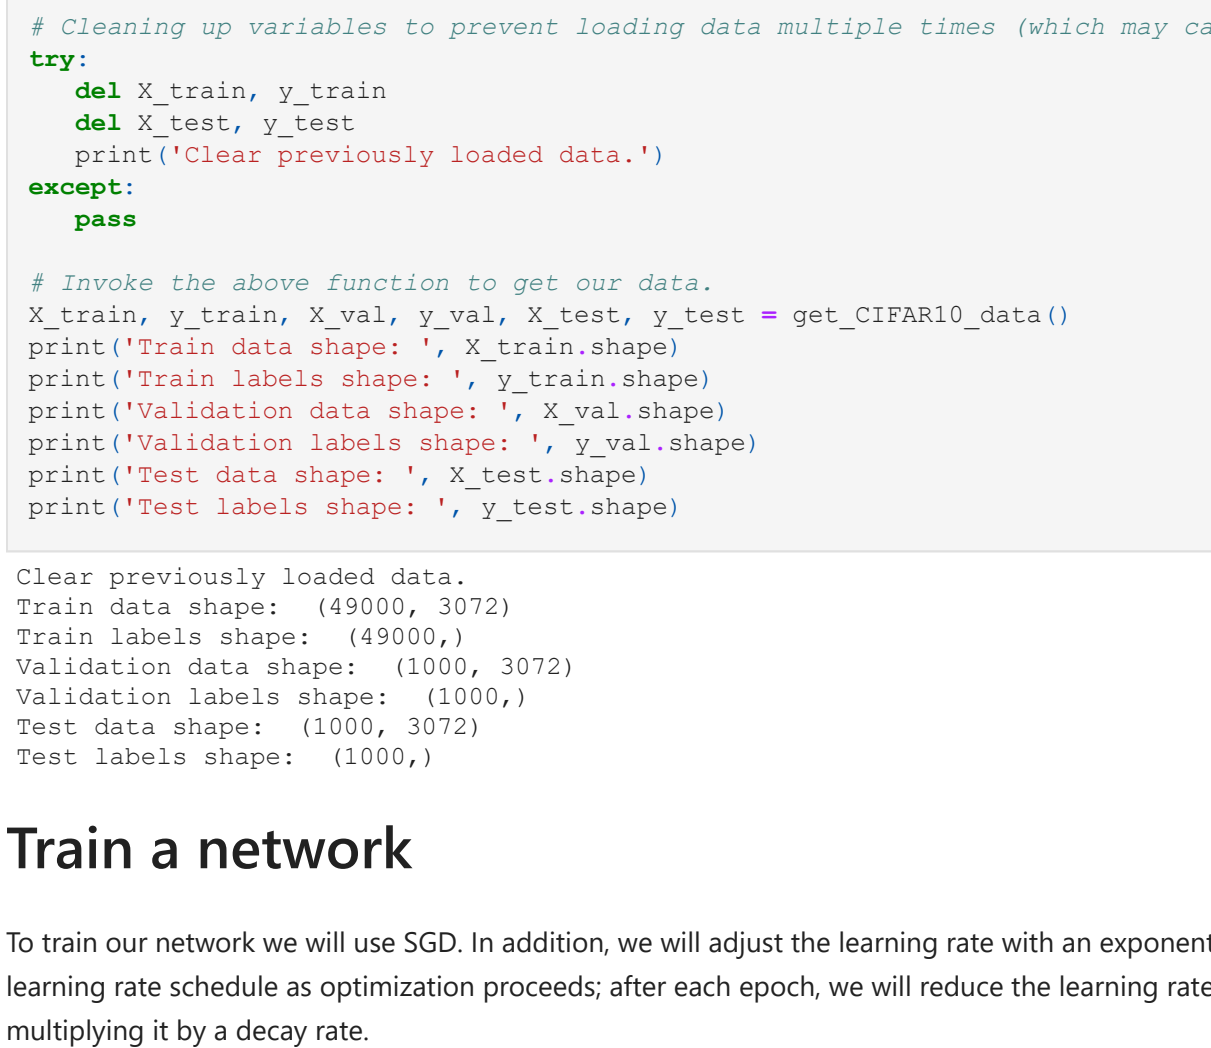 # Cleaning up variables to prevent loading data multiple times (which may
try:
   del X_train, y_train
   del X_test, y_test
   print('Clear previously loaded data.')
except:
   pass

# Invoke the above function to get our data.
X_train, y_train, X_val, y_val, X_test, y_test = get_CIFAR10_data()
print('Train data shape: ', X_train.shape)
print('Train labels shape: ', y_train.shape)
print('Validation data shape: ', X_val.shape)
print('Validation labels shape: ', y_val.shape)
print('Test data shape: ', X_test.shape)
print('Test labels shape: ', y_test.shape)
Clear previously loaded data.
Train data shape:  (49000, 3072)
Train labels shape:  (49000,)
Validation data shape:  (1000, 3072)
Validation labels shape:  (1000,)
Test data shape:  (1000, 3072)
Test labels shape:  (1000,)
Train a network
To train our network we will use SGD. In addition, we will adjust the learning rate with an exponent
learning rate schedule as optimization proceeds; after each epoch, we will reduce the learning rate
multiplying it by a decay rate.